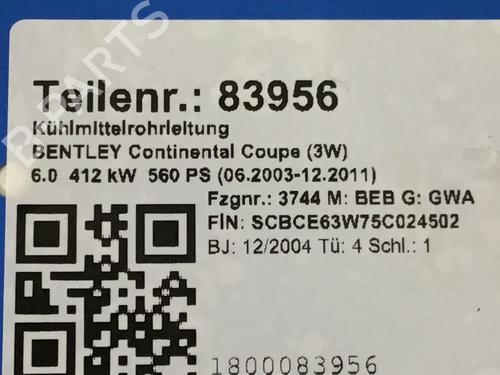 Teilenr.: 83956
Kühlmittelrohrleitung
BENTLEY Continental Coupe (3W)
6.0 412 kW 560 PS (06.2003-12.2011)
Fzgnr.: 3744 M: BEB G: GWA
FIN: SCBCE63W75C024502
BJ: 12/2004 Tü: 4 Schl.: 1
1800083956
B-PARTS